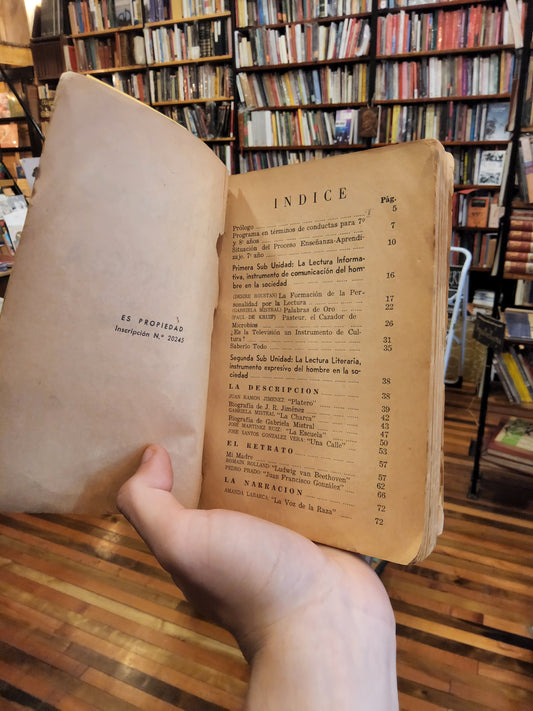 ES PROPIEDAD
Inscripción N.º 20245
INDICE
Pág.
Prólogo 5
Programa en términos de conductas para 7º
y 8º años 7
Situación del Proceso Enseñanza-Aprendi-
zaje. 7º año 10
Primera Sub Unidad: La Lectura Informa-
tiva, instrumento de comunicación del hom-
bre en la sociedad 16
(DESIRE ROUSTAN) La Formación de la Per-
sonalidad por la Lectura 17
(GABRIELA MISTRAL) Palabras de Oro 22
(PAUL DE KRUIF) Pasteur, el Cazador de
Microbios 26
¿Es la Televisión un Instrumento de Cul-
tura? 31
Saberlo Todo 35
Segunda Sub Unidad: La Lectura Literaria,
instrumento expresivo del hombre en la so-
ciedad 38
LA DESCRIPCION 38
JUAN RAMON JIMENEZ "Platero" 39
Biografía de J. R. Jiménez 42
GABRIELA MISTRAL "La Charca" 43
Biografía de Gabriela Mistral 47
JOSÉ MARTINEZ RUIZ: "La Escuela" 50
JOSE SANTOS GONZALEZ VERA: "Una Calle" 53
EL RETRATO 57
Mi Madre 57
ROMAIN ROLLAND: "Ludwig van Beethoven" 62
PEDRO PRADO: "Juan Francisco González" 66
LA NARRACION 72
AMANDA LABARCA, "La Voz de la Raza" 72